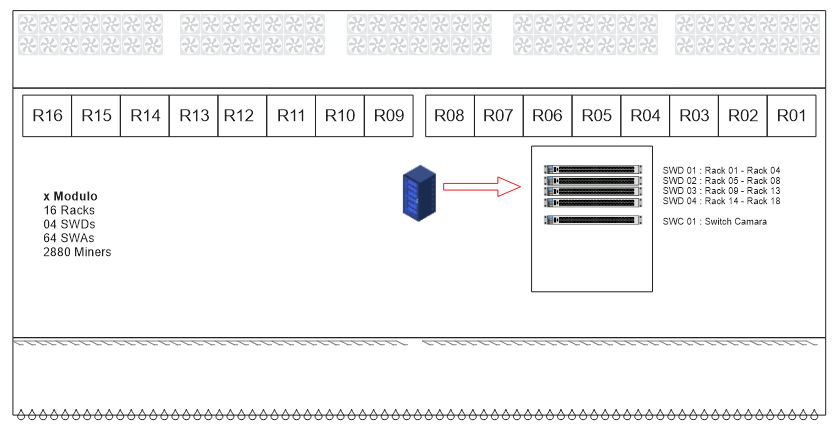 R16 R15 R14 R13 R12 R11 R10 R09 R08 R07 R06 R05 R04 R03 R02 R01
x Modulo
16 Racks
04 SWDs
64 SWAs
2880 Miners
SWD 01 : Rack 01 - Rack 04
SWD 02 : Rack 05 - Rack 08
SWD 03 : Rack 09 - Rack 13
SWD 04 : Rack 14 - Rack 18
SWC 01 : Switch Camara